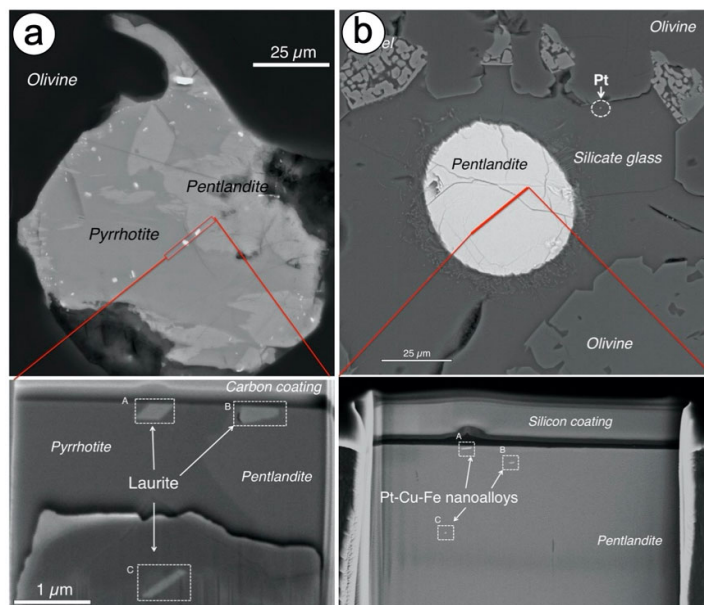 a
25 µm
Olivine
Pentlandite
Pyrrhotite
Carbon coating
A
B
Pyrrhotite
Laurite
Pentlandite
C
1 µm
b
Olivine
Pt
Pentlandite
Silicate glass
25 µm
Olivine
Silicon coating
A
B
Pt-Cu-Fe nanoalloys
C
Pentlandite